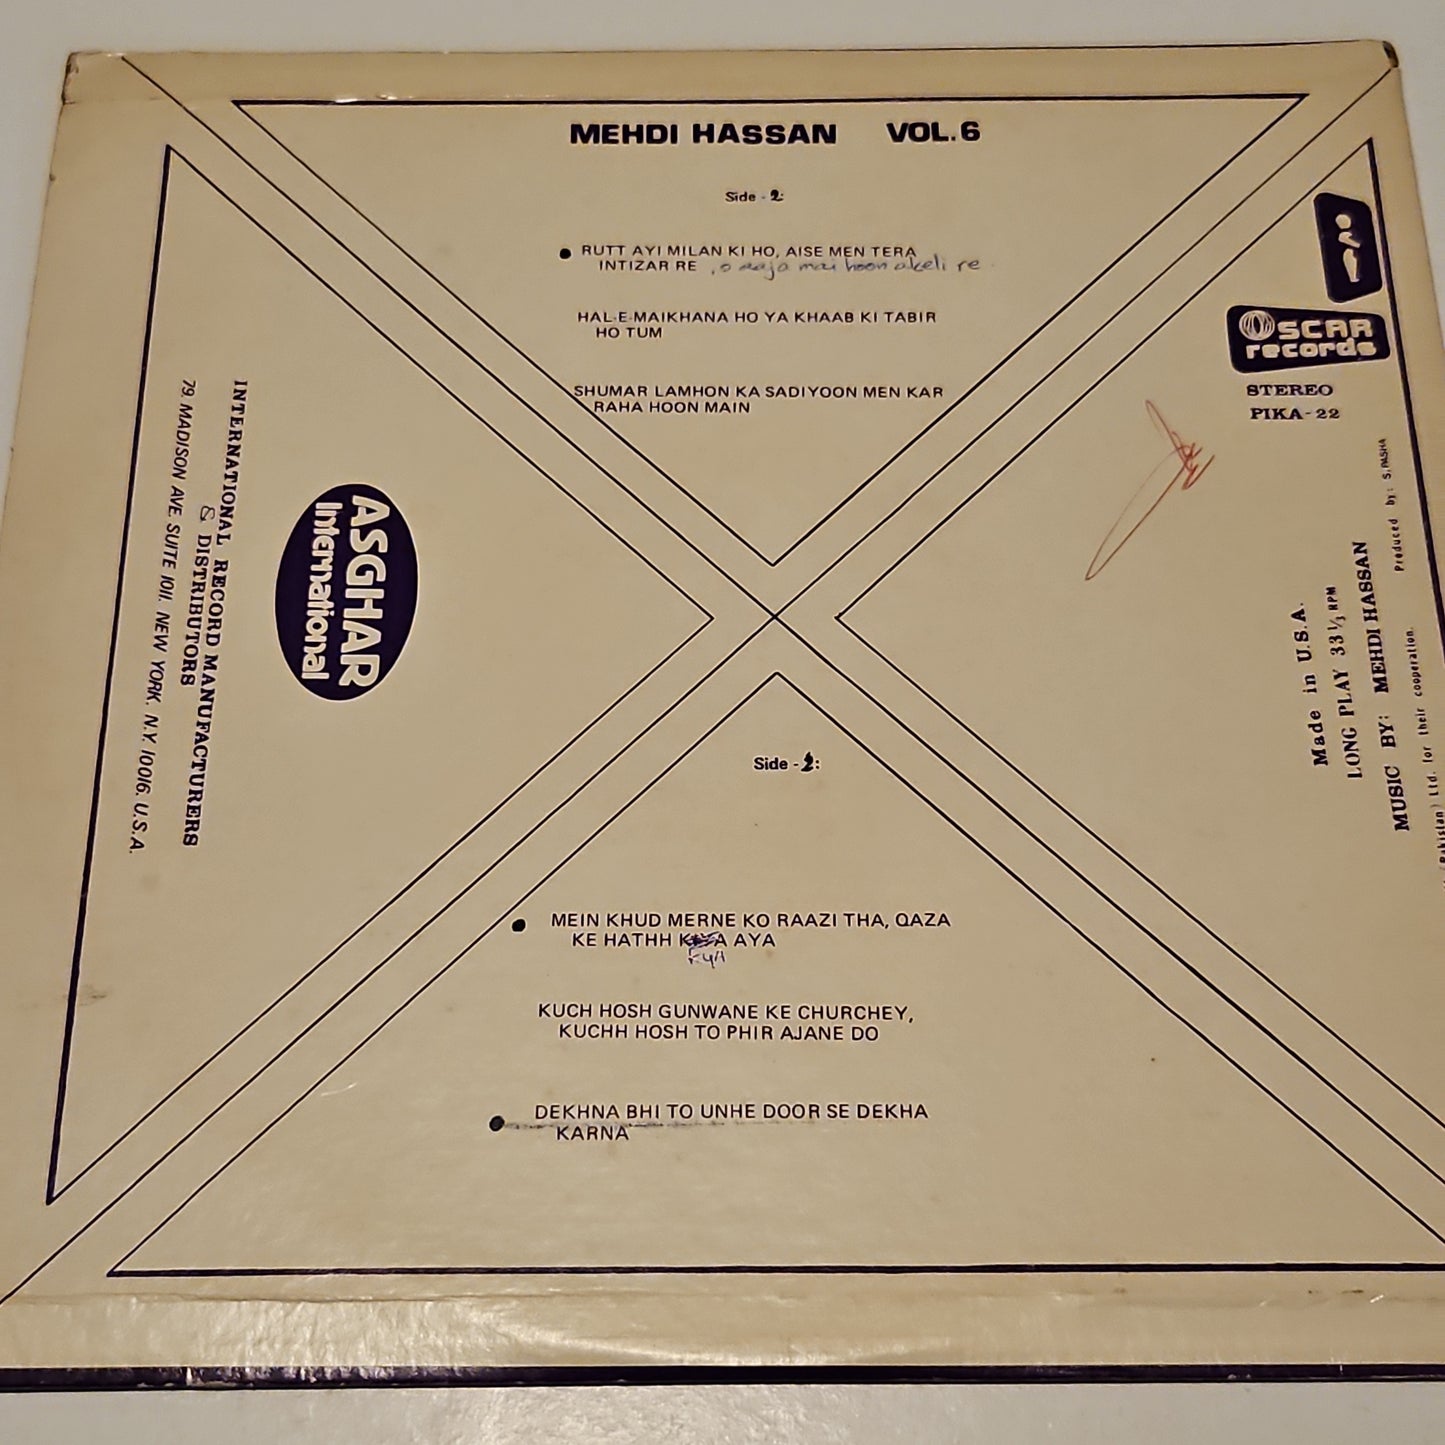 MEHDI HASSAN VOL.6
Side - 2:
RUTT AYI MILAN KI HO, AISE MEN TERA
INTIZAR RE , o aaja mai hoon akeli re
HAL-E-MAIKHANA HO YA KHAAB KI TABIR
HO TUM
SHUMAR LAMHON KA SADIYOON MEN KAR
RAHA HOON MAIN
OSCAR
records
STEREO
PIKA-22
ASGHAR
International
INTERNATIONAL RECORD MANUFACTURERS
& DISTRIBUTORS
79, MADISON AVE, SUITE 1011, NEW YORK, N.Y. 10016. U.S.A.
Made in U.S.A.
LONG PLAY 33 1/3 RPM
MUSIC BY: MEHDI HASSAN
Produced by: S. PASHA
Pakistan) Ltd. for their cooperation.
Side - :
MEIN KHUD MERNE KO RAAZI THA, QAZA
KE HATHH AYA
KYA
KUCH HOSH GUNWANE KE CHURCHEY,
KUCHH HOSH TO PHIR AJANE DO
DEKHNA BHI TO UNHE DOOR SE DEKHA
KARNA